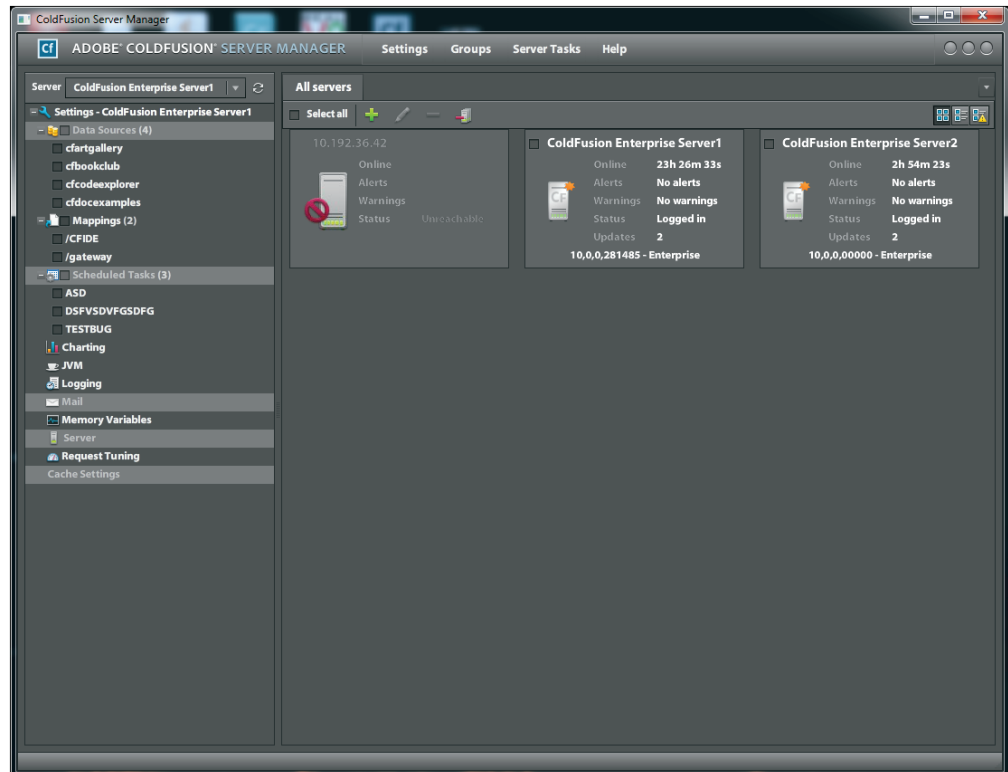 ColdFusion Server Manager
Cf ADOBE® COLDFUSION® SERVER MANAGER Settings Groups Server Tasks Help
Server ColdFusion Enterprise Server1
Settings - ColdFusion Enterprise Server1
Data Sources (4)
cfartgallery
cfbookclub
cfcodeexplorer
cfdocexamples
Mappings (2)
/CFIDE
/gateway
Scheduled Tasks (3)
ASD
DSFVSDVFGSDFG
TESTBUG
Charting
JVM
Logging
Mail
Memory Variables
Server
Request Tuning
Cache Settings
All servers
Select all
10.192.36.42
Online
Alerts
Warnings
Status Unreachable
ColdFusion Enterprise Server1
CF
Online 23h 26m 33s
Alerts No alerts
Warnings No warnings
Status Logged in
Updates 2
10,0,0,281485 - Enterprise
ColdFusion Enterprise Server2
CF
Online 2h 54m 23s
Alerts No alerts
Warnings No warnings
Status Logged in
Updates 2
10,0,0,00000 - Enterprise